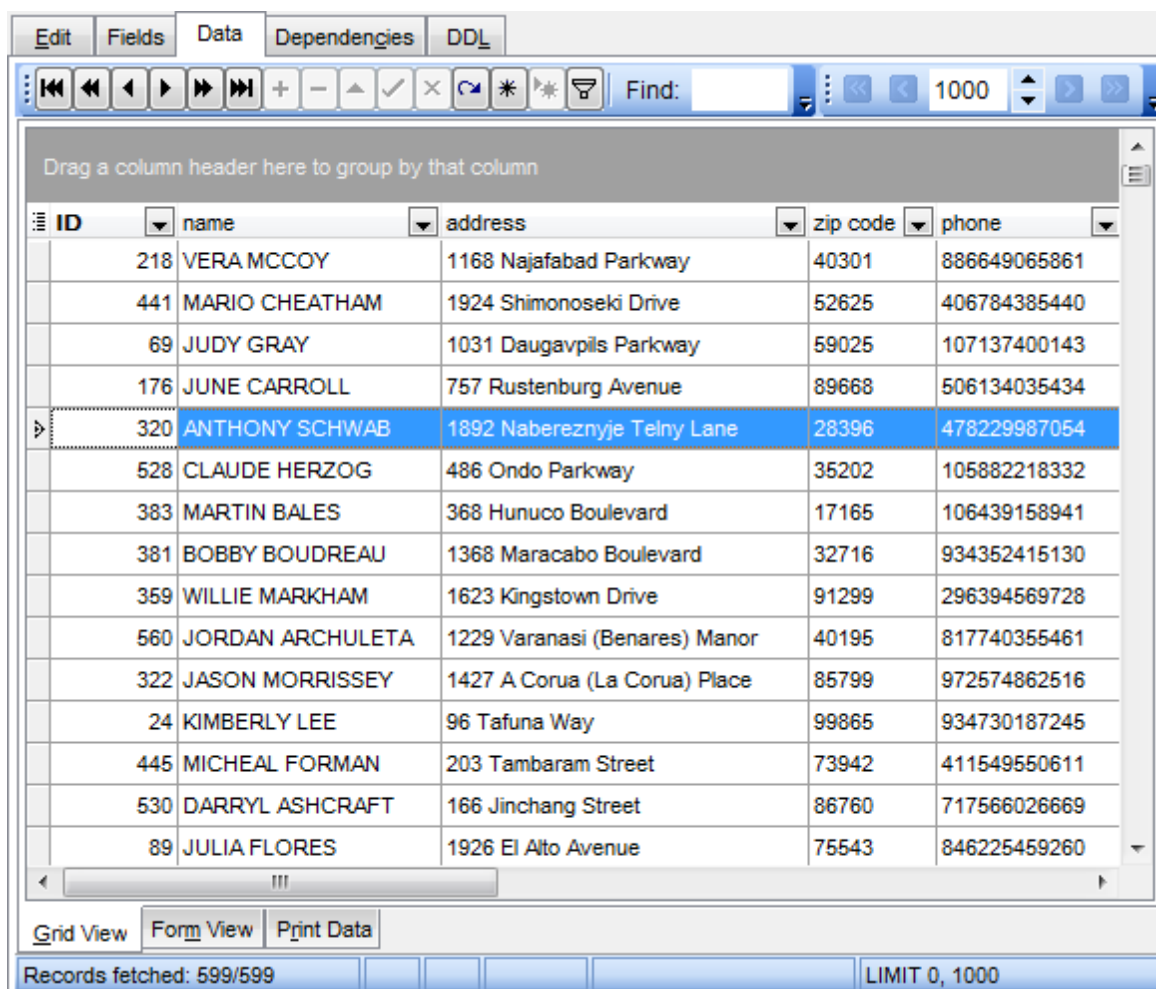 Edit Fields Data Dependencies DDL
Find: 1000
Drag a column header here to group by that column
ID name address zip code phone
218 VERA MCCOY 1168 Najafabad Parkway 40301 886649065861
441 MARIO CHEATHAM 1924 Shimonoseki Drive 52625 406784385440
69 JUDY GRAY 1031 Daugavpils Parkway 59025 107137400143
176 JUNE CARROLL 757 Rustenburg Avenue 89668 506134035434
320 ANTHONY SCHWAB 1892 Nabereznyje Telny Lane 28396 478229987054
528 CLAUDE HERZOG 486 Ondo Parkway 35202 105882218332
383 MARTIN BALES 368 Hunuco Boulevard 17165 106439158941
381 BOBBY BOUDREAU 1368 Maracabo Boulevard 32716 934352415130
359 WILLIE MARKHAM 1623 Kingstown Drive 91299 296394569728
560 JORDAN ARCHULETA 1229 Varanasi (Benares) Manor 40195 817740355461
322 JASON MORRISSEY 1427 A Corua (La Corua) Place 85799 972574862516
24 KIMBERLY LEE 96 Tafuna Way 99865 934730187245
445 MICHEAL FORMAN 203 Tambaram Street 73942 411549550611
530 DARRYL ASHCRAFT 166 Jinchang Street 86760 717566026669
89 JULIA FLORES 1926 El Alto Avenue 75543 846225459260
Grid View Form View Print Data
Records fetched: 599/599 LIMIT 0, 1000